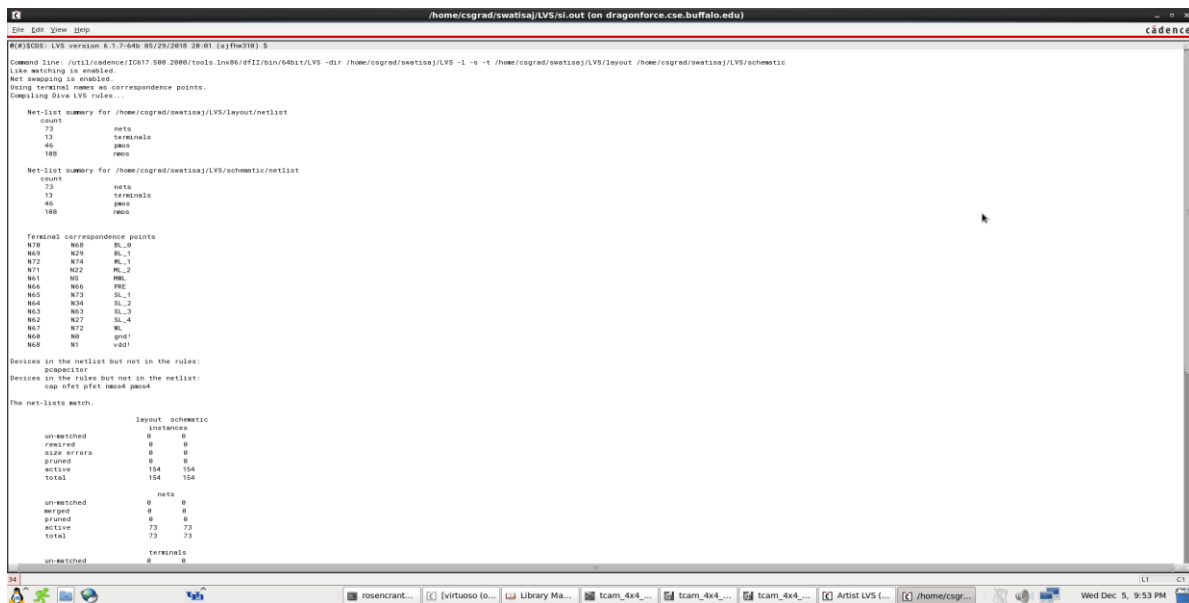 /home/csgrad/swatisaj/LVS/si.out (on dragonforce.cse.buffalo.edu)
File Edit View Help
cādence
@(#)$CDS: LVS version 6.1.7-64b 05/29/2018 20:01 (sjfhw310) $
Command line: /util/cadence/IC617.500.2000/tools.lnx86/dfII/bin/64bit/LVS -dir /home/csgrad/swatisaj/LVS -l -s -t /home/csgrad/swatisaj/LVS/layout /home/csgrad/swatisaj/LVS/schematic
Like matching is enabled.
Net swapping is enabled.
Using terminal names as correspondence points.
Compiling Diva LVS rules...
Net-list summary for /home/csgrad/swatisaj/LVS/layout/netlist
count
73 nets
13 terminals
46 pmos
108 nmos
Net-list summary for /home/csgrad/swatisaj/LVS/schematic/netlist
count
73 nets
13 terminals
46 pmos
108 nmos
Terminal correspondence points
N70 N68 BL_0
N69 N29 BL_1
N72 N74 ML_1
N71 N22 ML_2
N61 N5 MWL
N66 N66 PRE
N65 N73 SL_1
N64 N34 SL_2
N63 N63 SL_3
N62 N27 SL_4
N67 N72 WL
N60 N0 gnd!
N68 N1 vdd!
Devices in the netlist but not in the rules:
pcapacitor
Devices in the rules but not in the netlist:
cap nfet pfet nmos4 pmos4
The net-lists match.
layout schematic
instances
un-matched 0 0
rewired 0 0
size errors 0 0
pruned 0 0
active 154 154
total 154 154
nets
un-matched 0 0
merged 0 0
pruned 0 0
active 73 73
total 73 73
terminals
un-matched 0 0
34
L1 C1
rosencrant... [virtuoso (o... Library Ma... tcam_4x4_... tcam_4x4_... tcam_4x4_... Artist LVS (... /home/csgr... Wed Dec 5, 9:53 PM